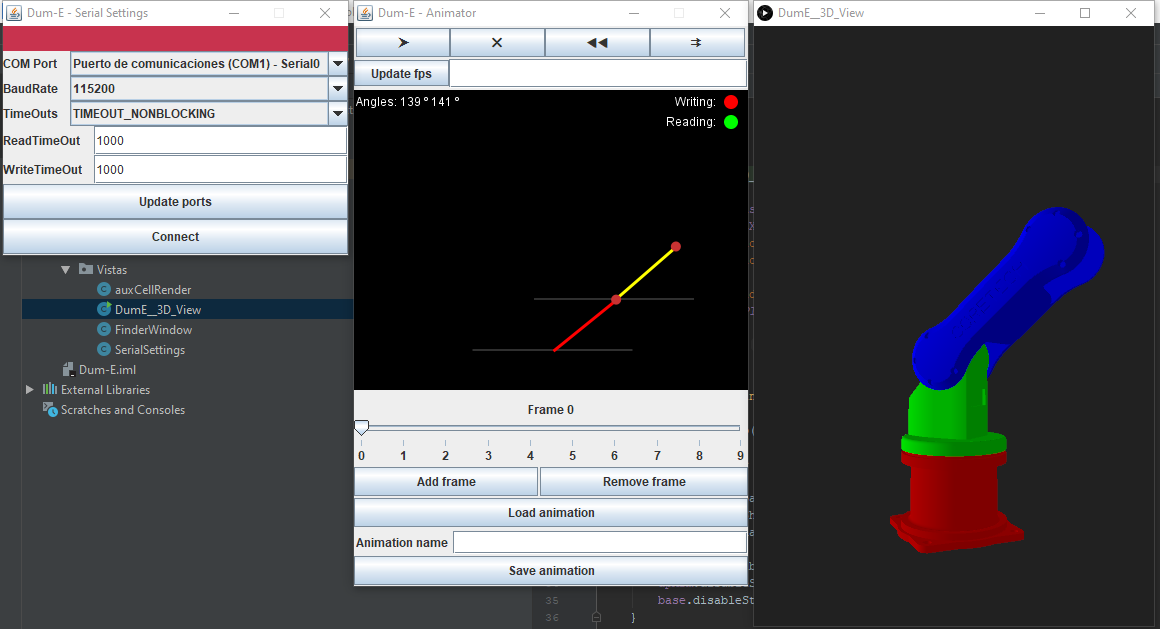 Dum-E - Serial Settings
COM Port
Puerto de comunicaciones (COM1) - Serial0
BaudRate
115200
TimeOuts
TIMEOUT_NONBLOCKING
ReadTimeOut
1000
WriteTimeOut
1000
Update ports
Connect
Vistas
auxCellRender
DumE__3D_View
FinderWindow
SerialSettings
Dum-E.iml
External Libraries
Scratches and Consoles
Dum-E - Animator
Update fps
Angles: 139 º 141 º
Writing:
Reading:
Frame 0
0 1 2 3 4 5 6 7 8 9
Add frame
Remove frame
Load animation
Animation name
Save animation
35
base.disableSt
36 }
DumE__3D_View